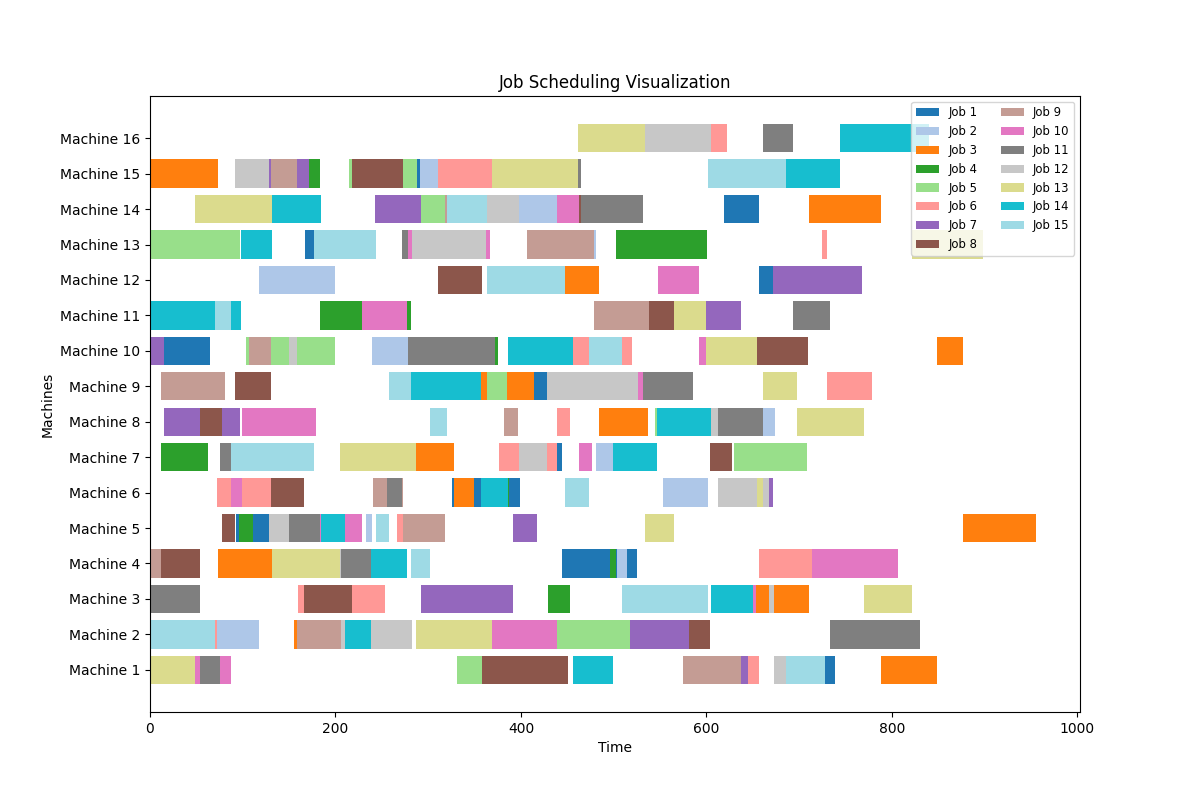 Job Scheduling Visualization
Machine 16
Machine 15
Machine 14
Machine 13
Machine 12
Machine 11
Machine 10
Machine 9
Machine 8
Machine 7
Machine 6
Machine 5
Machine 4
Machine 3
Machine 2
Machine 1
Machines
0 200 400 600 800 1000
Time
Job 1
Job 2
Job 3
Job 4
Job 5
Job 6
Job 7
Job 8
Job 9
Job 10
Job 11
Job 12
Job 13
Job 14
Job 15